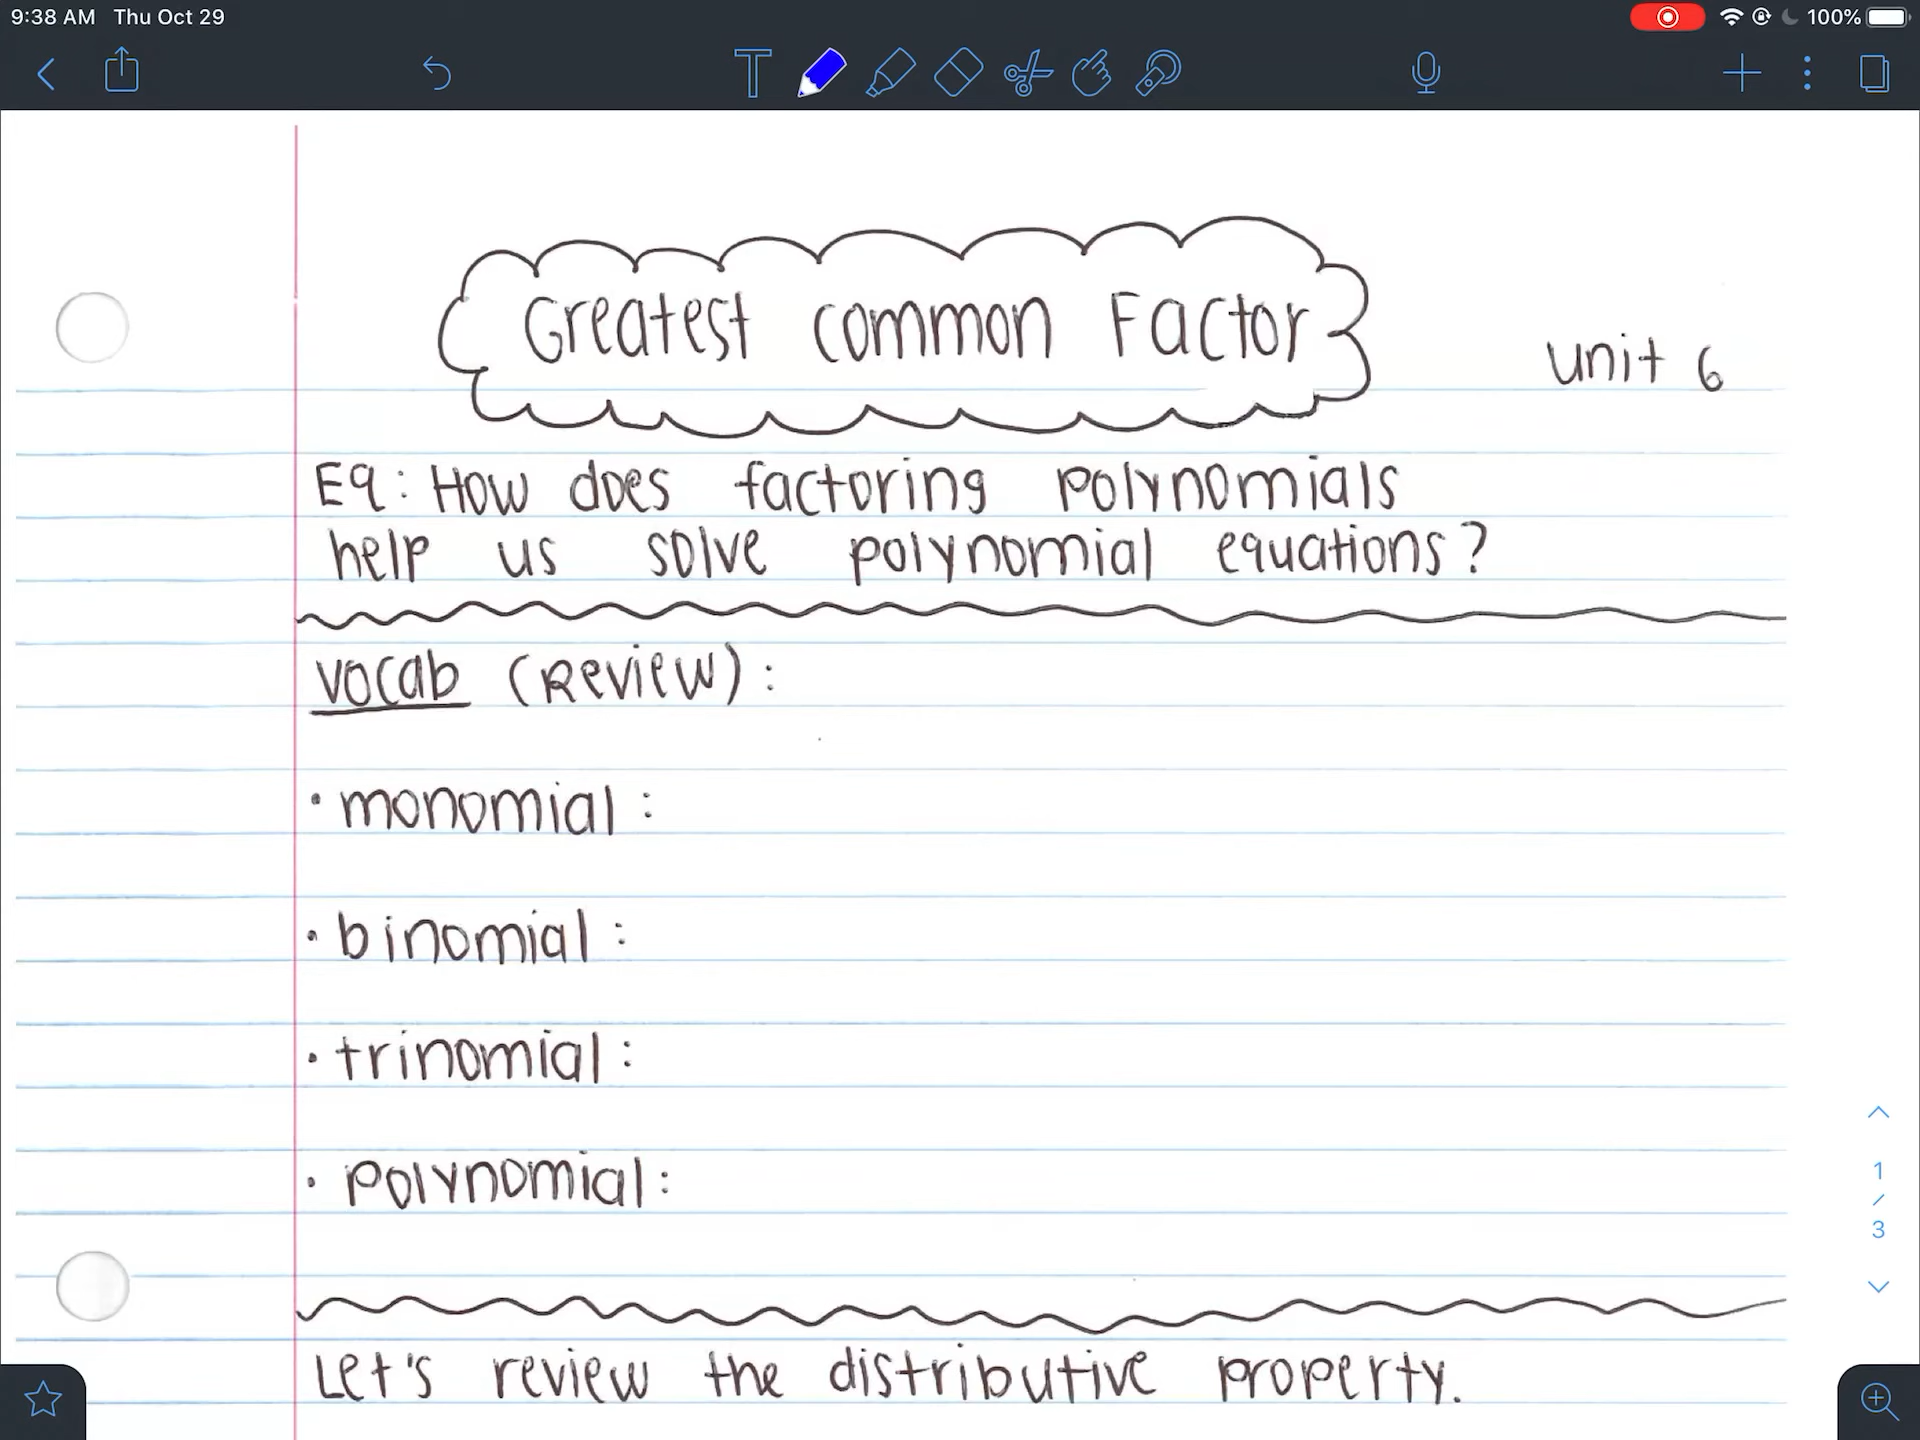 9:38 AM Thu Oct 29
100%
T
Greatest common Factor
Unit 6
EQ: How does factoring polynomials
help us solve polynomial equations?
vocab (Review):
• monomial:
• binomial:
• trinomial:
• polynomial:
1
/
3
Let's review the distributive property.